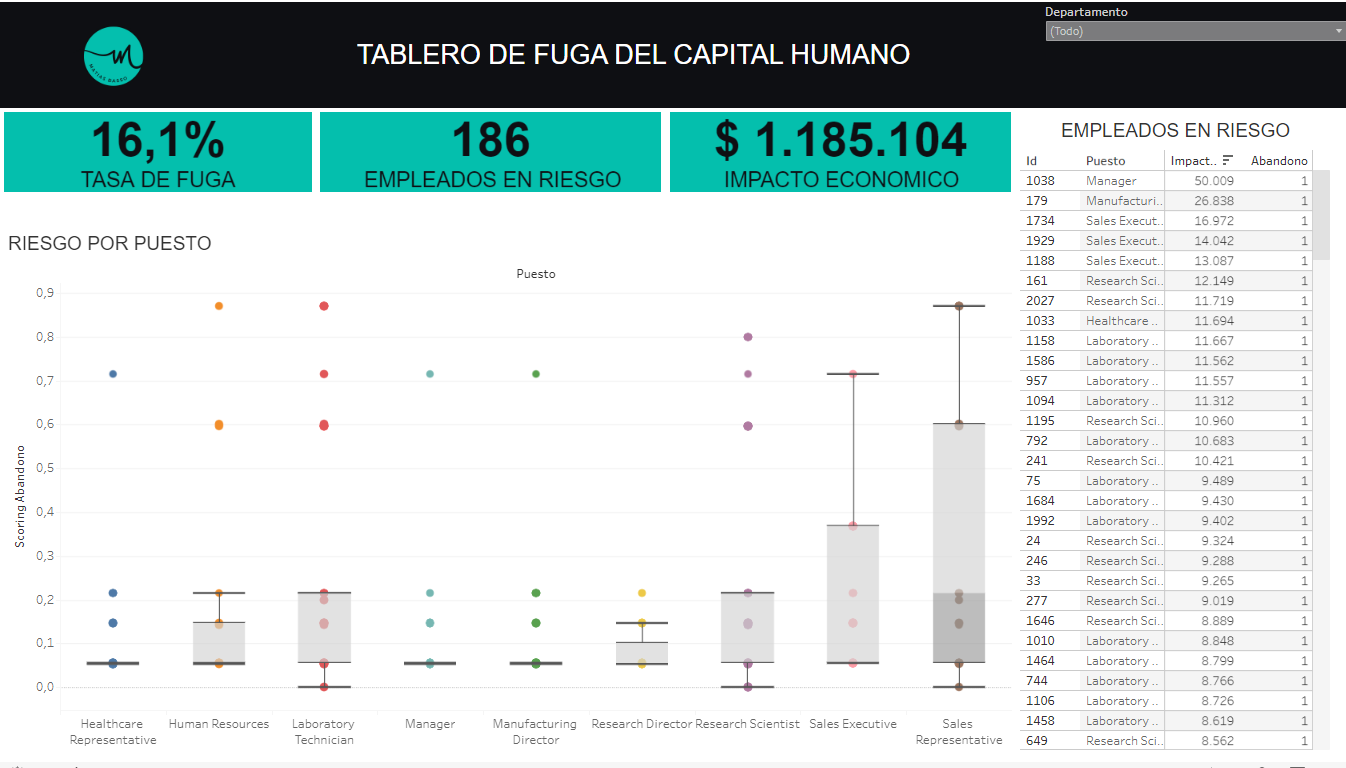 Departamento
(Todo)
TABLERO DE FUGA DEL CAPITAL HUMANO
16,1%
TASA DE FUGA
186
EMPLEADOS EN RIESGO
$ 1.185.104
IMPACTO ECONOMICO
RIESGO POR PUESTO
Puesto
Scoring Abandono
0,9
0,8
0,7
0,6
0,5
0,4
0,3
0,2
0,1
0,0
Healthcare
Representative
Human Resources
Laboratory
Technician
Manager
Manufacturing
Director
Research Director
Research Scientist
Sales Executive
Sales
Representative
EMPLEADOS EN RIESGO
Id Puesto Impact.. Abandono
1038 Manager 50.009 1
179 Manufacturi.. 26.838 1
1734 Sales Execut.. 16.972 1
1929 Sales Execut.. 14.042 1
1188 Sales Execut.. 13.087 1
161 Research Sci.. 12.149 1
2027 Research Sci.. 11.719 1
1033 Healthcare .. 11.694 1
1158 Laboratory .. 11.667 1
1586 Laboratory .. 11.562 1
957 Laboratory .. 11.557 1
1094 Laboratory .. 11.312 1
1195 Research Sci.. 10.960 1
792 Laboratory .. 10.683 1
241 Research Sci.. 10.421 1
75 Laboratory .. 9.489 1
1684 Laboratory .. 9.430 1
1992 Laboratory .. 9.402 1
24 Research Sci.. 9.324 1
246 Research Sci.. 9.288 1
33 Research Sci.. 9.265 1
277 Research Sci.. 9.019 1
1646 Research Sci.. 8.889 1
1010 Laboratory .. 8.848 1
1464 Laboratory .. 8.799 1
744 Laboratory .. 8.766 1
1106 Laboratory .. 8.726 1
1458 Laboratory .. 8.619 1
649 Research Sci.. 8.562 1